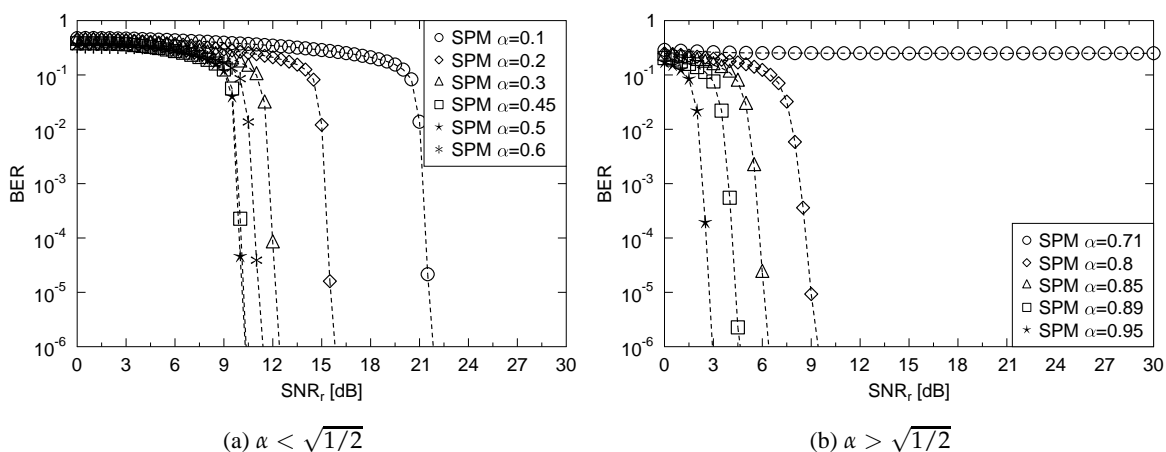 1
10^-1
10^-2
10^-3
10^-4
10^-5
10^-6
BER
0 3 6 9 12 15 18 21 24 27 30
SNR_r [dB]
SPM α=0.1
SPM α=0.2
SPM α=0.3
SPM α=0.45
SPM α=0.5
SPM α=0.6
(a) α < √1/2
1
10^-1
10^-2
10^-3
10^-4
10^-5
10^-6
BER
0 3 6 9 12 15 18 21 24 27 30
SNR_r [dB]
SPM α=0.71
SPM α=0.8
SPM α=0.85
SPM α=0.89
SPM α=0.95
(b) α > √1/2